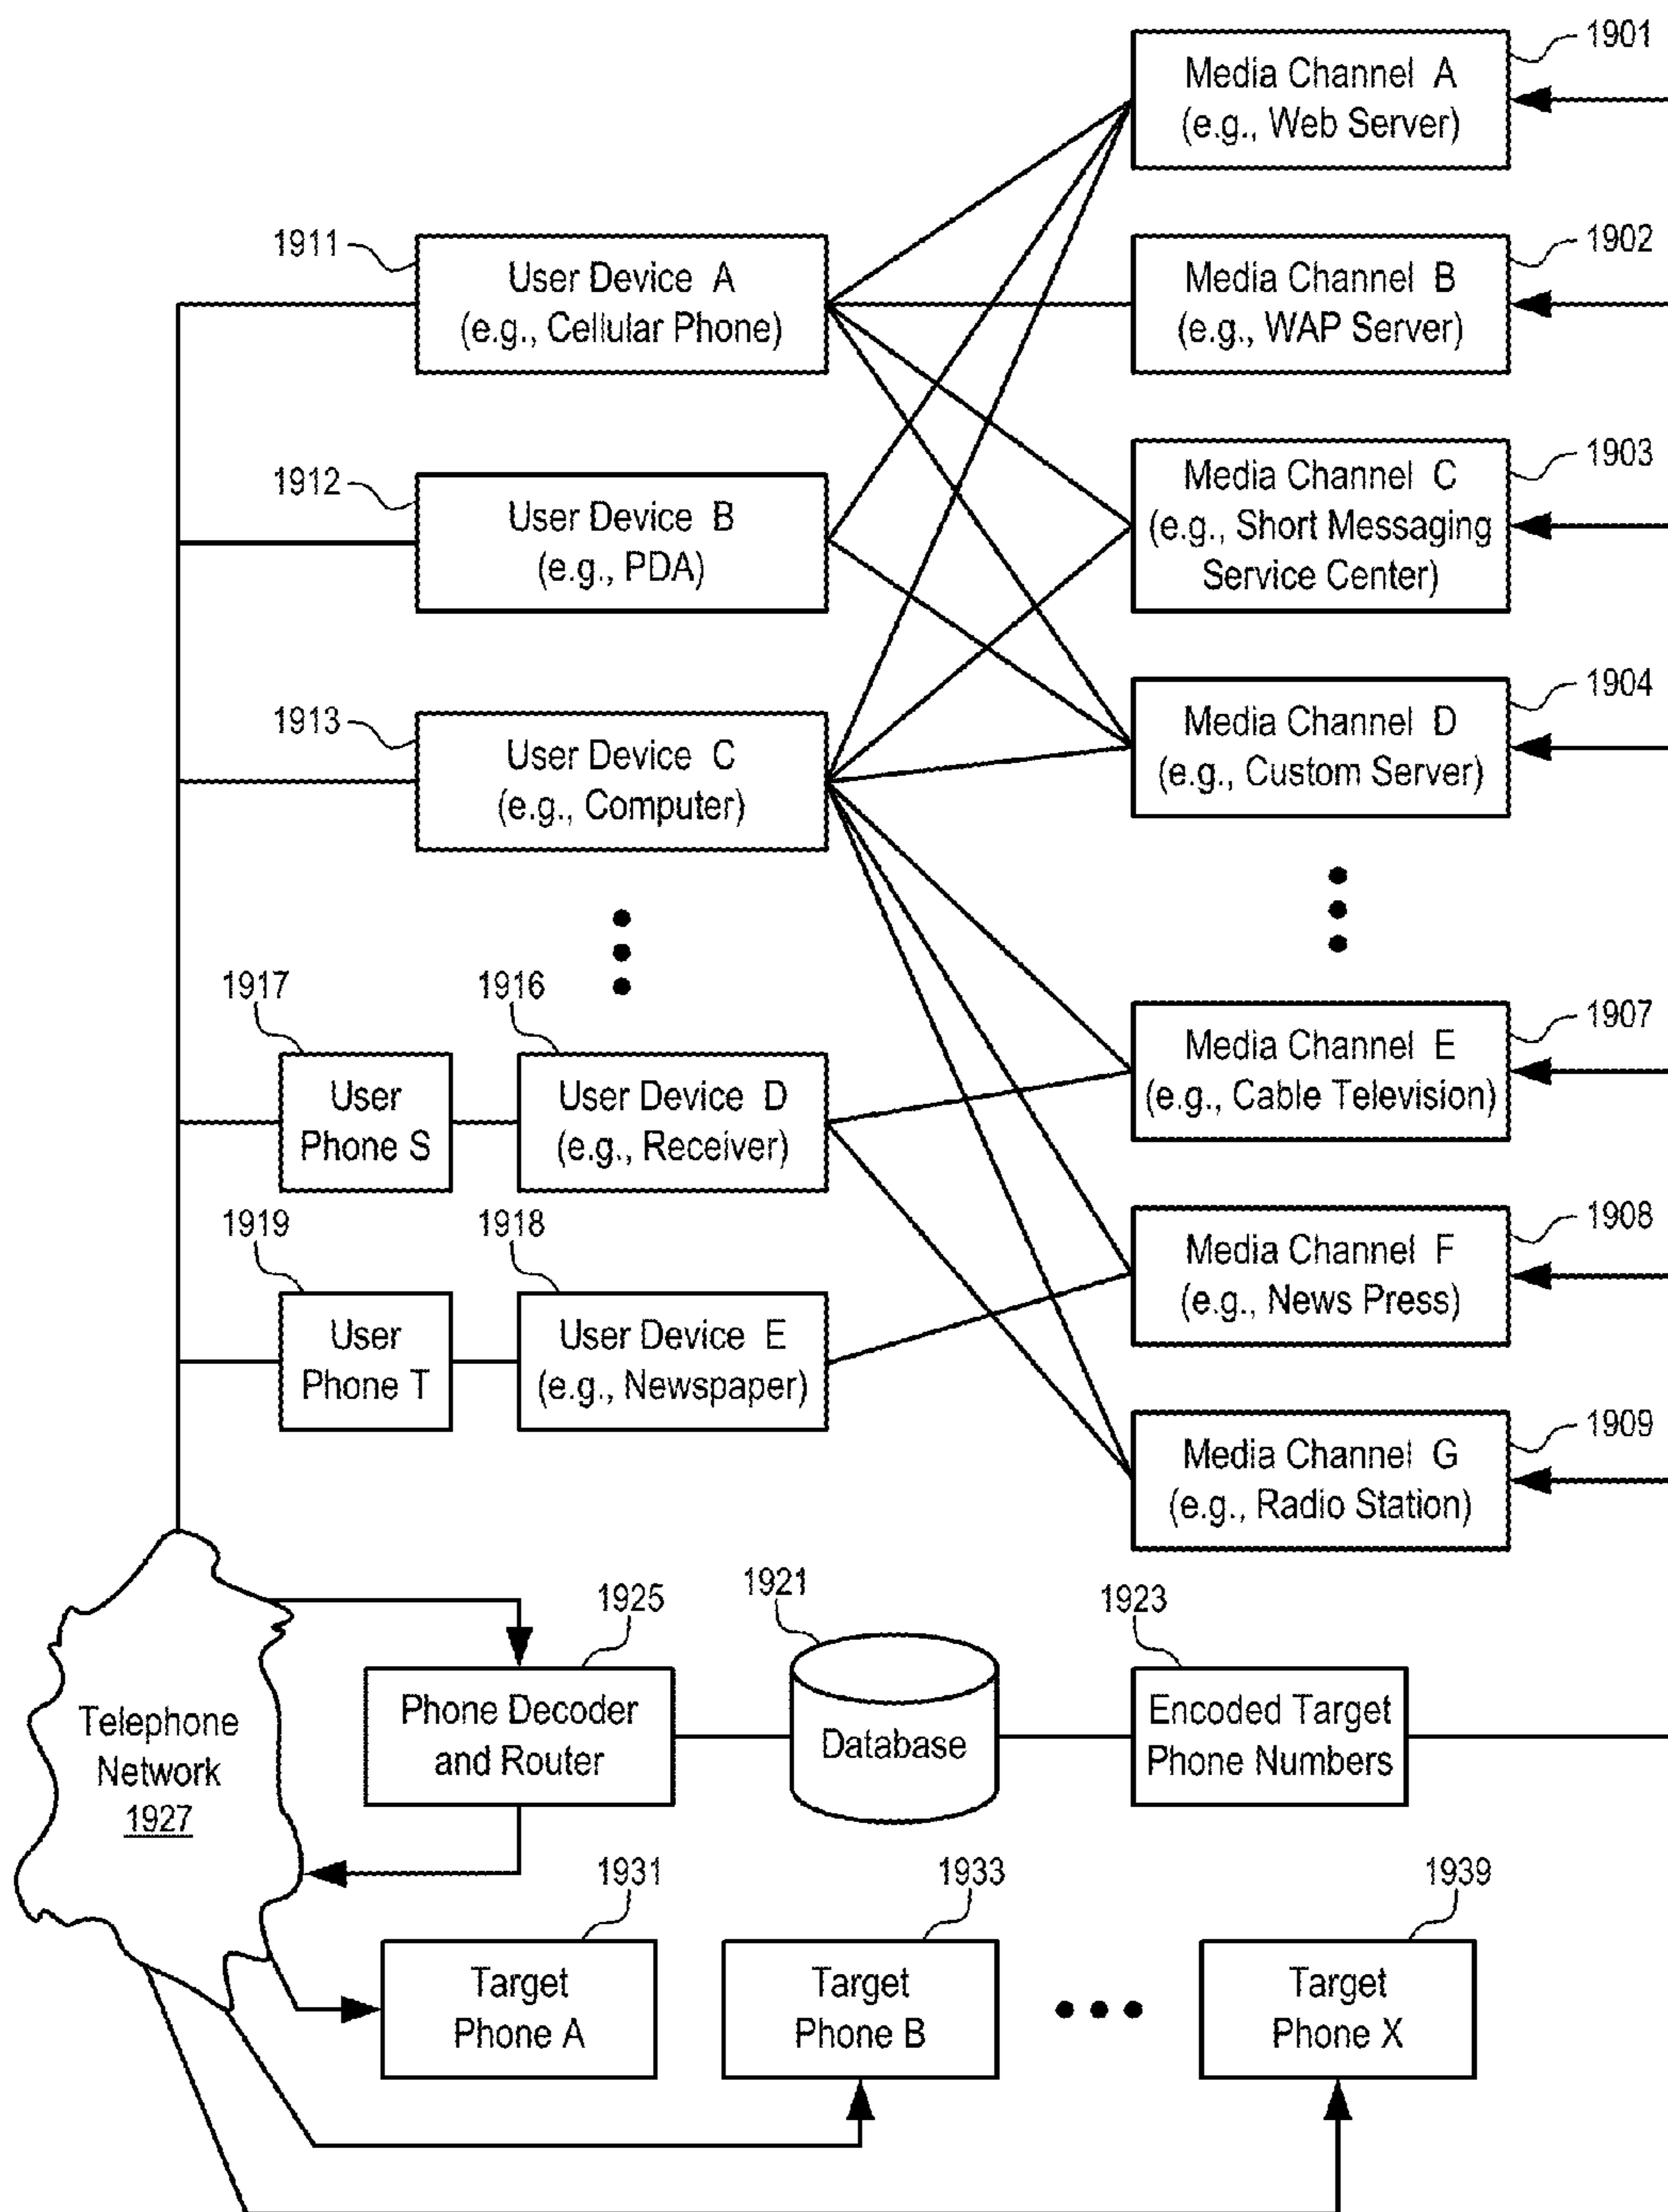 1901
Media Channel A
(e.g., Web Server)
1911
User Device A
(e.g., Cellular Phone)
1902
Media Channel B
(e.g., WAP Server)
1912
User Device B
(e.g., PDA)
1903
Media Channel C
(e.g., Short Messaging
Service Center)
1913
User Device C
(e.g., Computer)
1904
Media Channel D
(e.g., Custom Server)
1917
User
Phone S
1916
User Device D
(e.g., Receiver)
1907
Media Channel E
(e.g., Cable Television)
1919
User
Phone T
1918
User Device E
(e.g., Newspaper)
1908
Media Channel F
(e.g., News Press)
1909
Media Channel G
(e.g., Radio Station)
Telephone
Network
1927
1925
Phone Decoder
and Router
1921
Database
1923
Encoded Target
Phone Numbers
1931
Target
Phone A
1933
Target
Phone B
1939
Target
Phone X